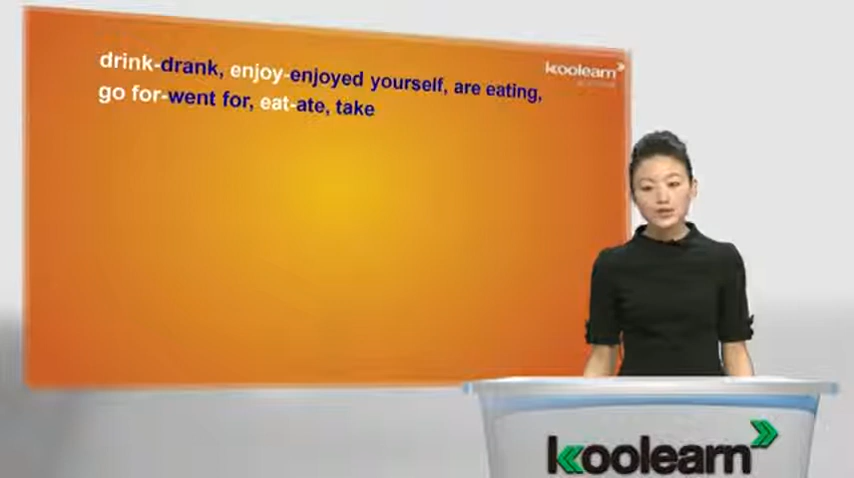 drink-drank, enjoy-enjoyed yourself, are eating,
go for-went for, eat-ate, take
koolearn
koolearn